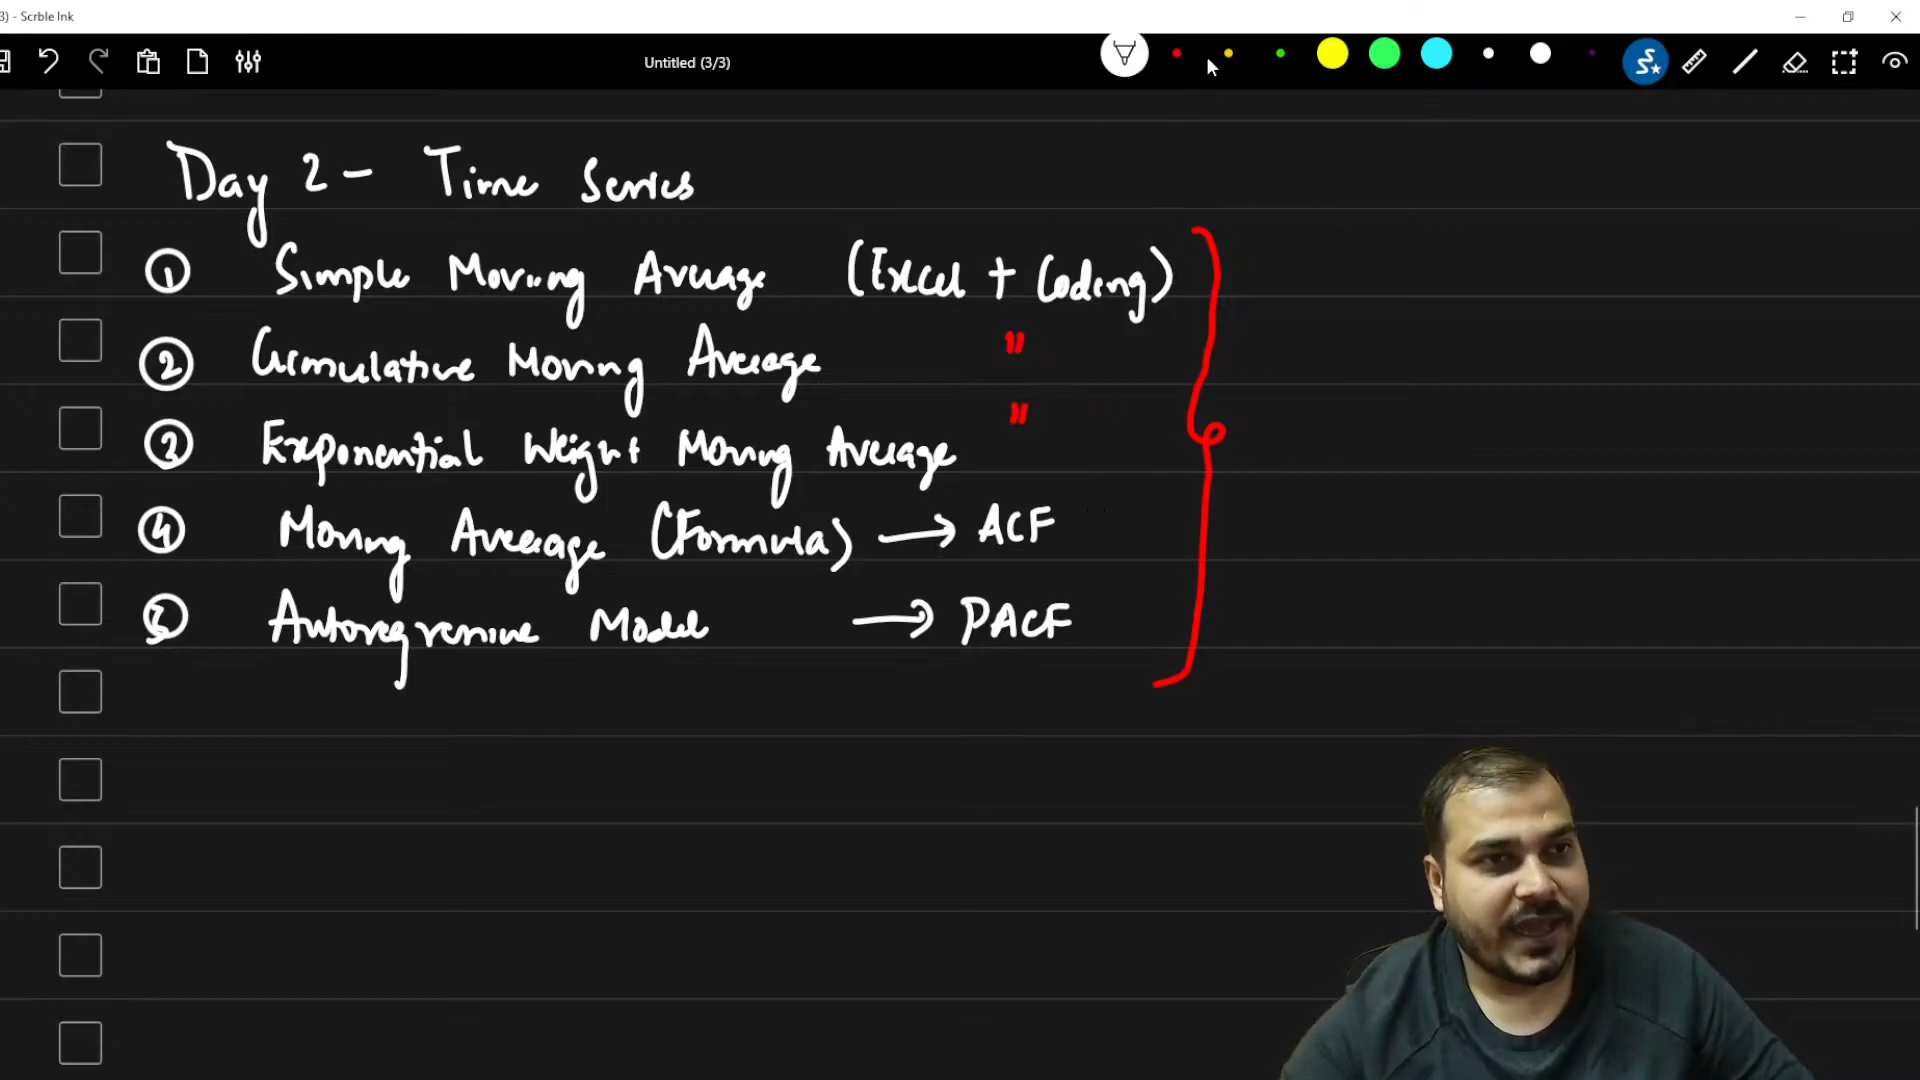 3) - Scrble Ink
Untitled (3/3)
Day 2 - Time Series
① Simple Moving Average (Excel + Coding)
② Cumulative Moving Average "
③ Exponential Weight Moving Average "
④ Moving Average (Formula) → ACF
⑤ Autoregressive Model → PACF